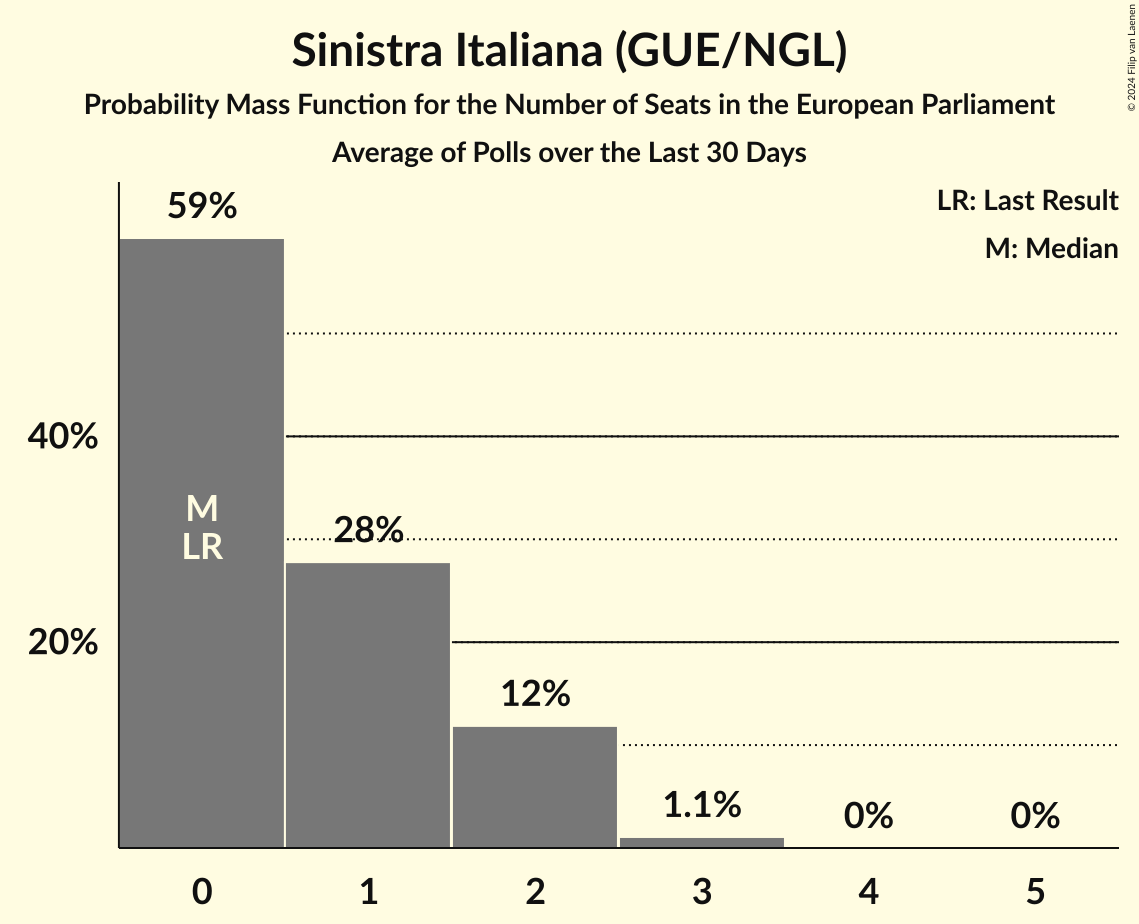 Sinistra Italiana (GUE/NGL)
Probability Mass Function for the Number of Seats in the European Parliament
Average of Polls over the Last 30 Days
© 2024 Filip van Laenen
LR: Last Result
M: Median
59%
40%
M
LR
28%
20%
12%
1.1%
0%
0%
0
1
2
3
4
5